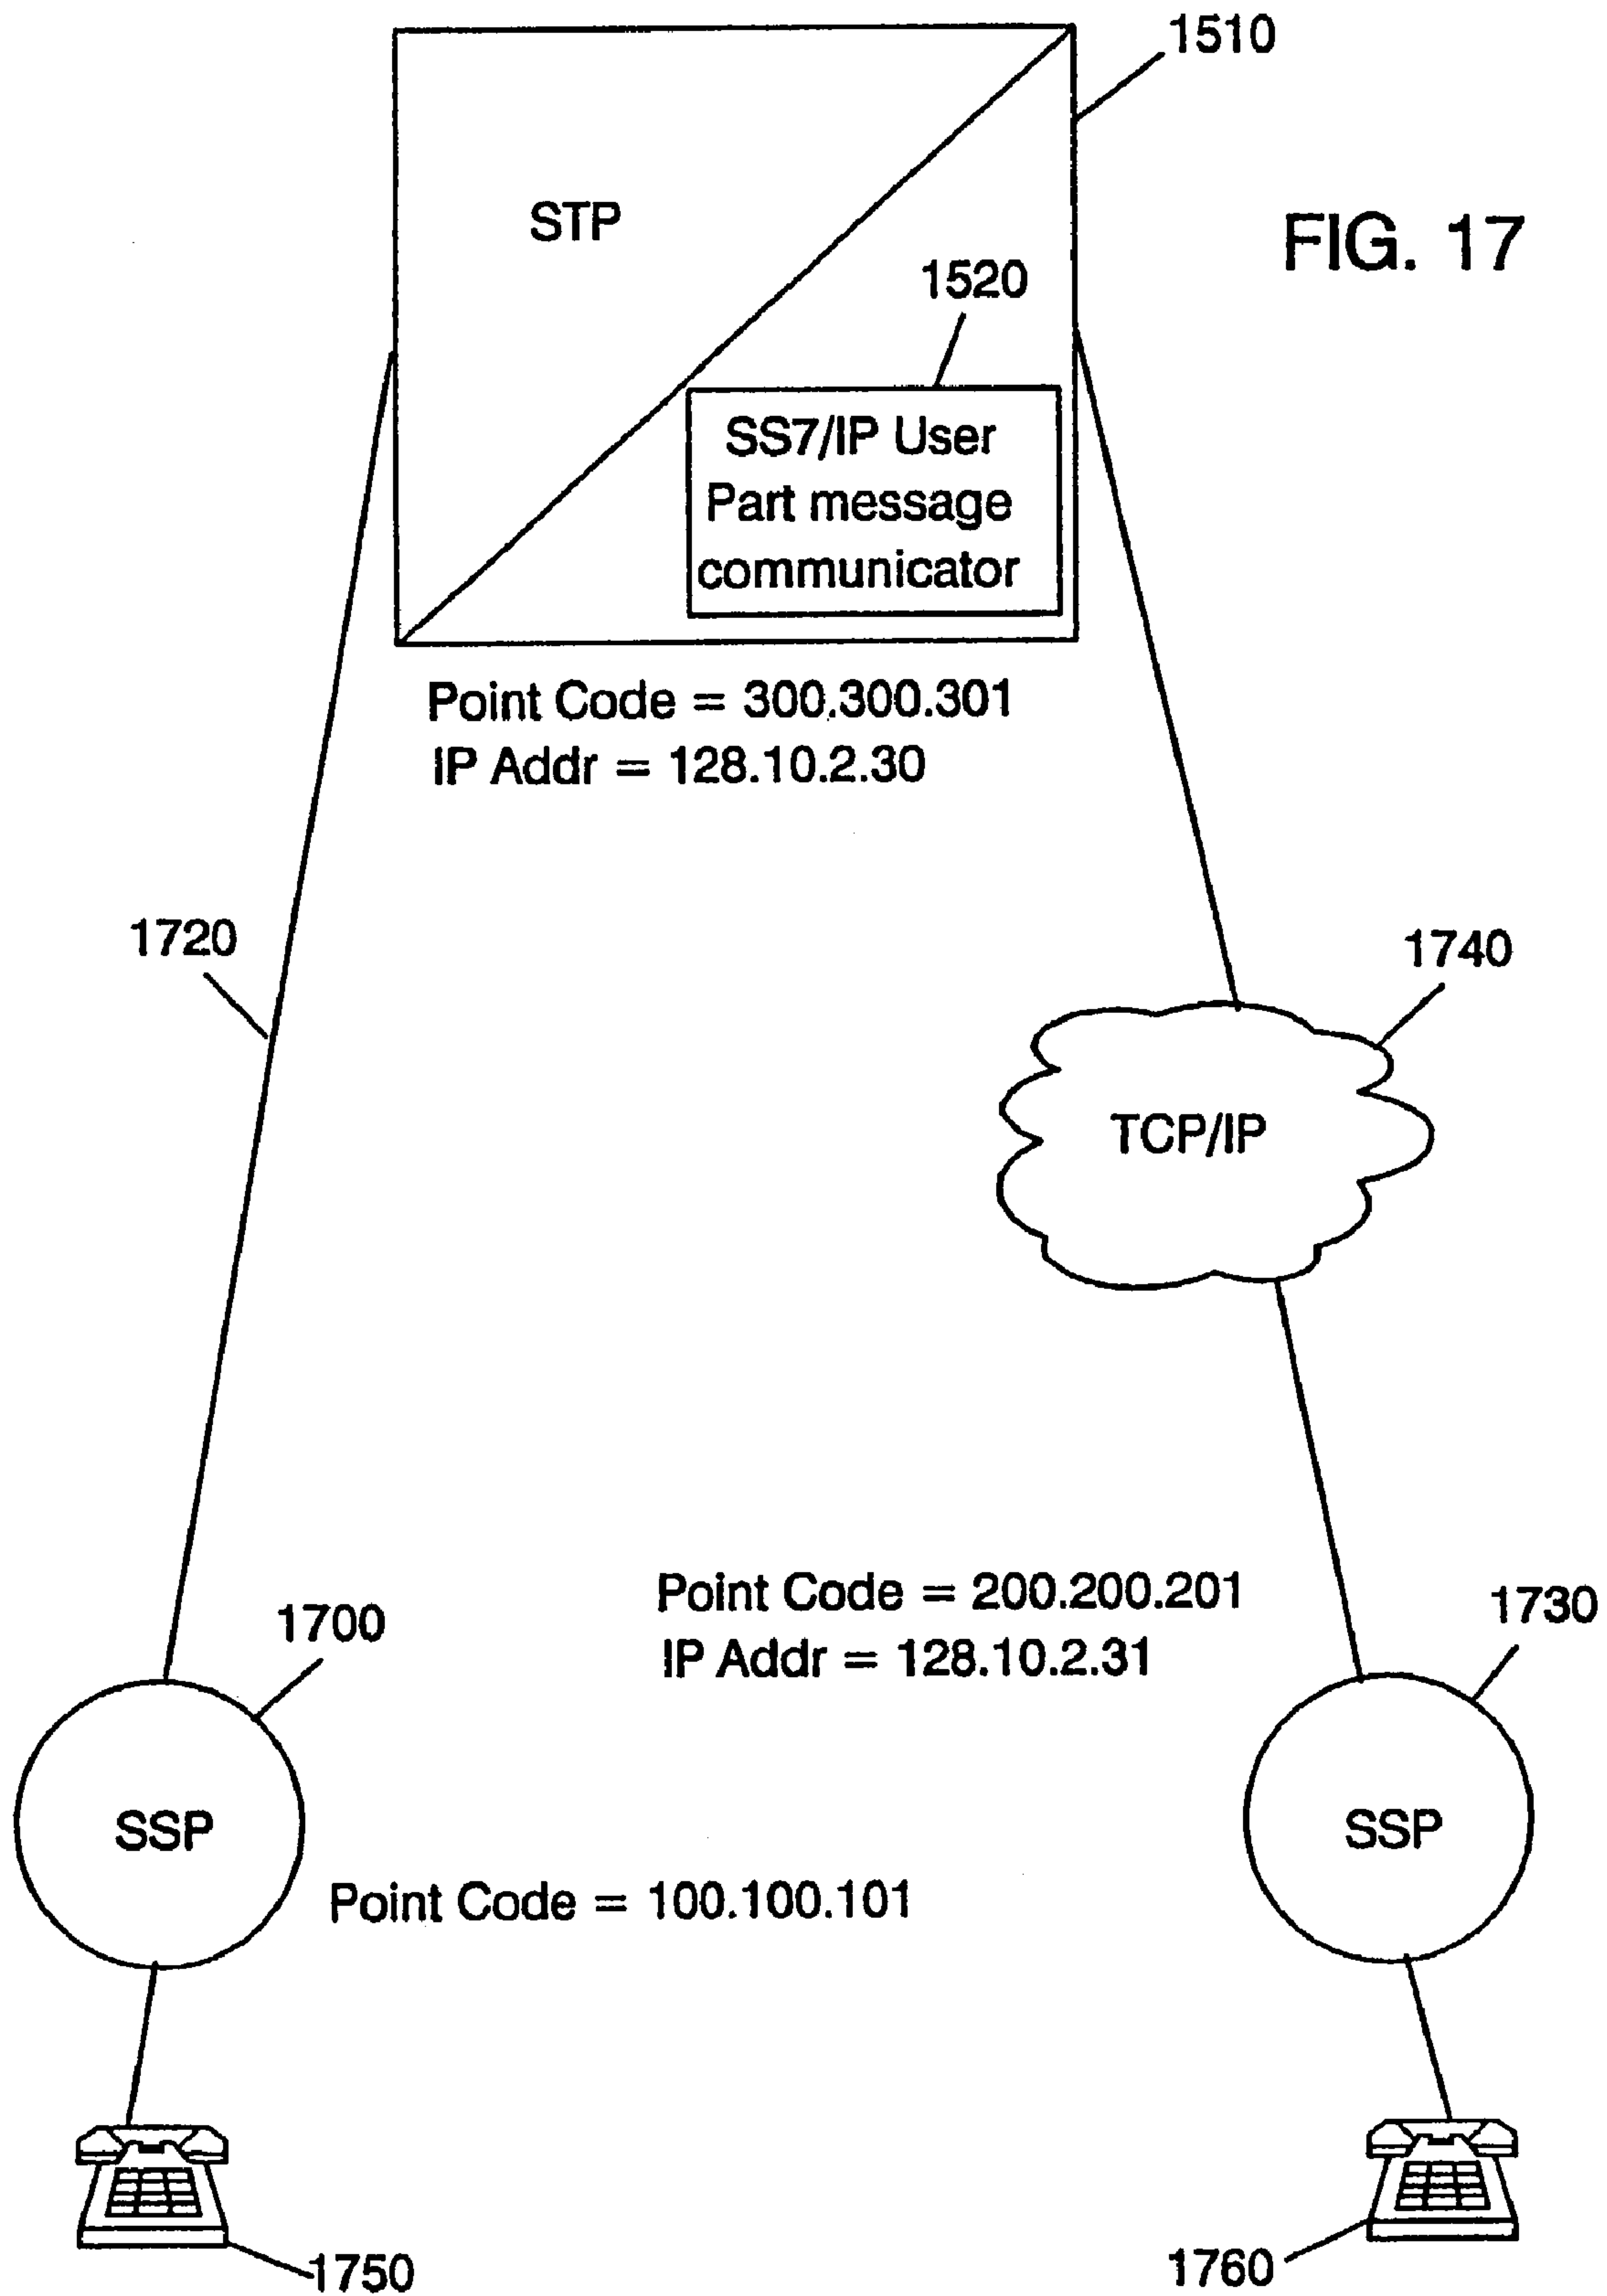 1510
STP
FIG. 17
1520
SS7/IP User
Part message
communicator
Point Code = 300.300.301
IP Addr = 128.10.2.30
1720
1740
TCP/IP
Point Code = 200.200.201
IP Addr = 128.10.2.31
1700
1730
SSP
SSP
Point Code = 100.100.101
1750
1760